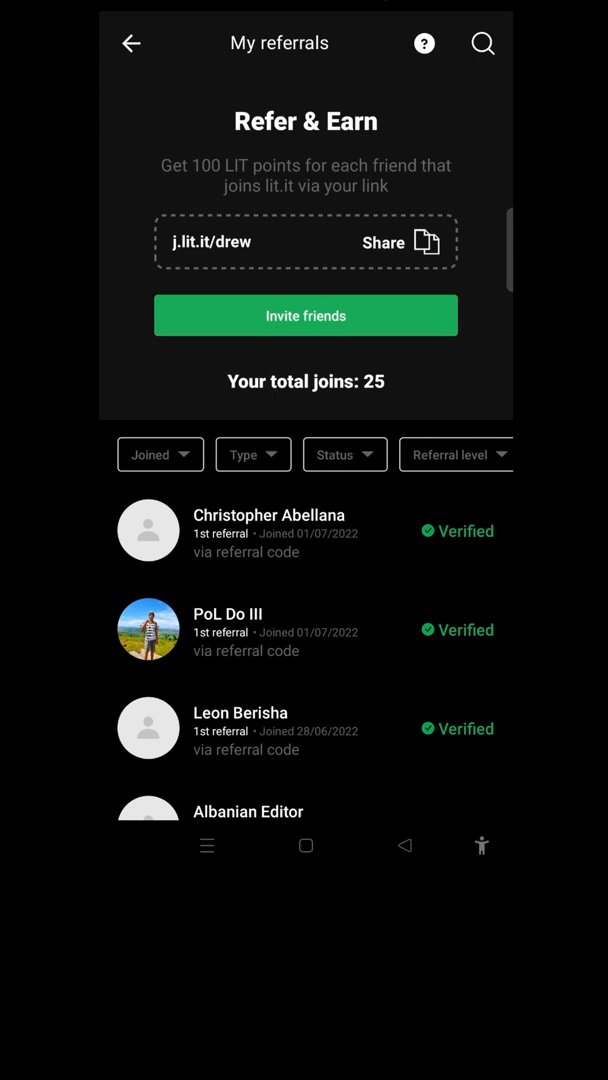 My referrals
?
Refer & Earn
Get 100 LIT points for each friend that
joins lit.it via your link
j.lit.it/drew Share
Invite friends
Your total joins: 25
Joined Type Status Referral level
Christopher Abellana
1st referral • Joined 01/07/2022
via referral code
Verified
PoL Do III
1st referral • Joined 01/07/2022
via referral code
Verified
Leon Berisha
1st referral • Joined 28/06/2022
via referral code
Verified
Albanian Editor